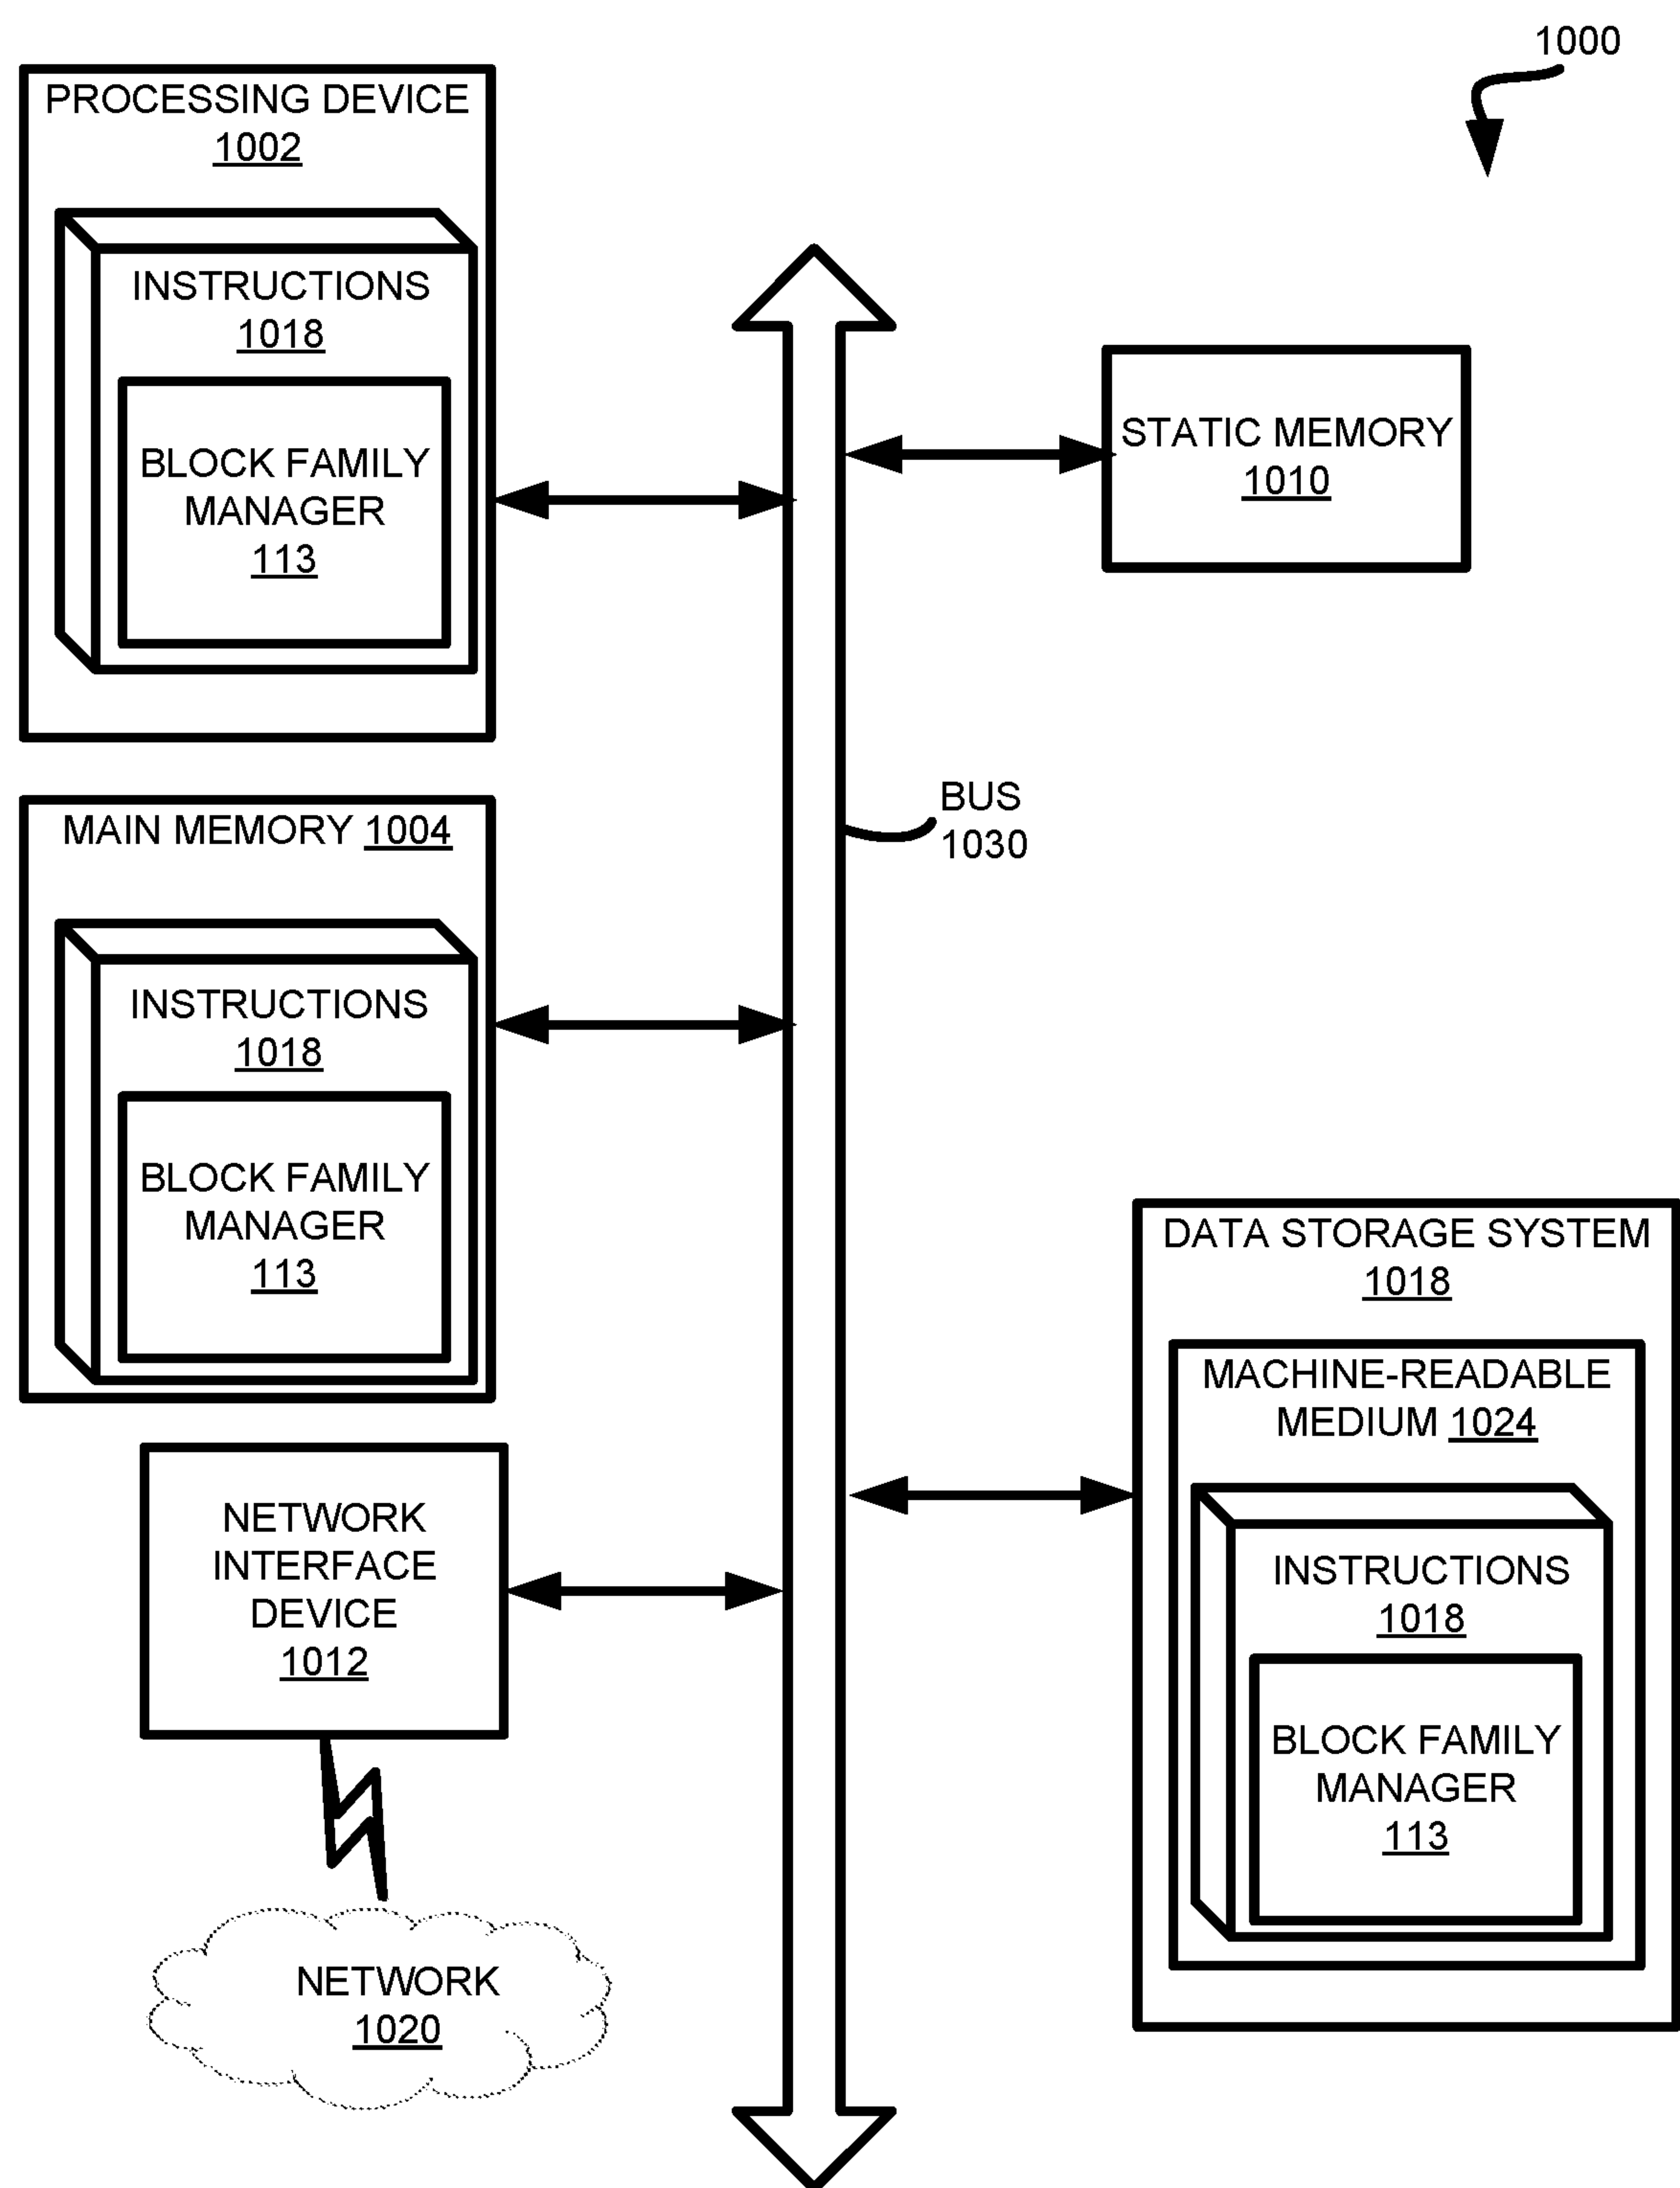 1000
PROCESSING DEVICE
1002
INSTRUCTIONS
1018
BLOCK FAMILY
MANAGER
113
STATIC MEMORY
1010
BUS
1030
MAIN MEMORY 1004
INSTRUCTIONS
1018
BLOCK FAMILY
MANAGER
113
DATA STORAGE SYSTEM
1018
MACHINE-READABLE
MEDIUM 1024
INSTRUCTIONS
1018
BLOCK FAMILY
MANAGER
113
NETWORK
INTERFACE
DEVICE
1012
NETWORK
1020